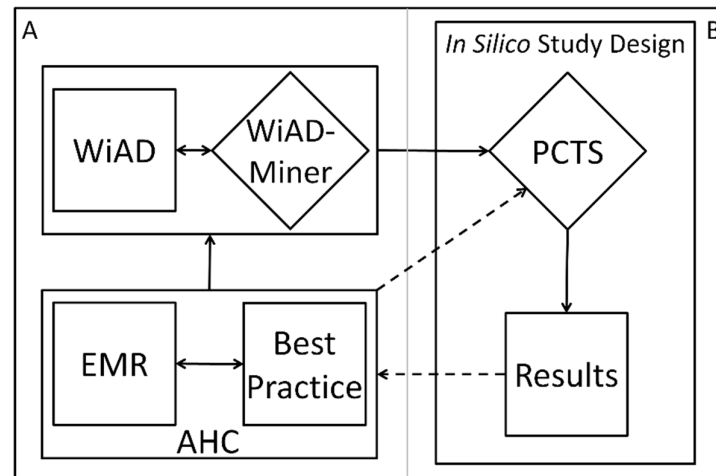 A
B
In Silico Study Design
WiAD
WiAD-
Miner
PCTS
EMR
Best
Practice
AHC
Results